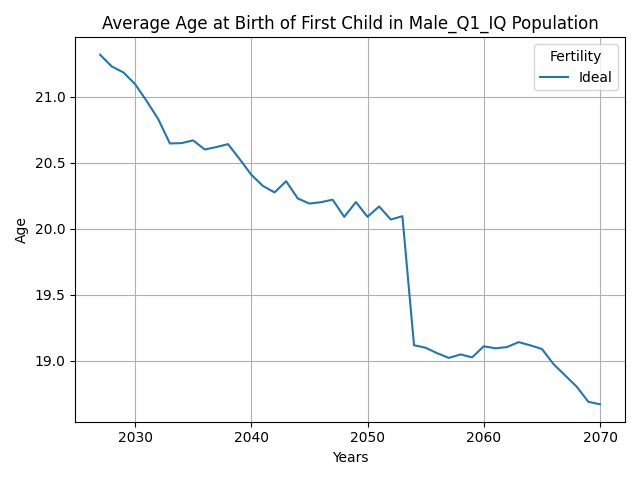 Average Age at Birth of First Child in Male_Q1_IQ Population
Fertility
Ideal
21.0
20.5
20.0
19.5
19.0
Age
2030 2040 2050 2060 2070
Years